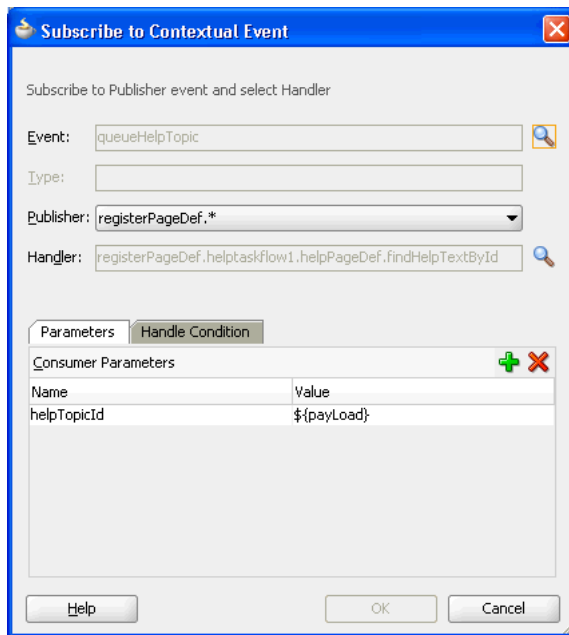 Subscribe to Contextual Event
Subscribe to Publisher event and select Handler
Event: queueHelpTopic
Type:
Publisher: registerPageDef.*
Handler: registerPageDef.helptaskflow1.helpPageDef.findHelpTextById
Parameters Handle Condition
Consumer Parameters
Name Value
helpTopicId ${payLoad}
Help OK Cancel